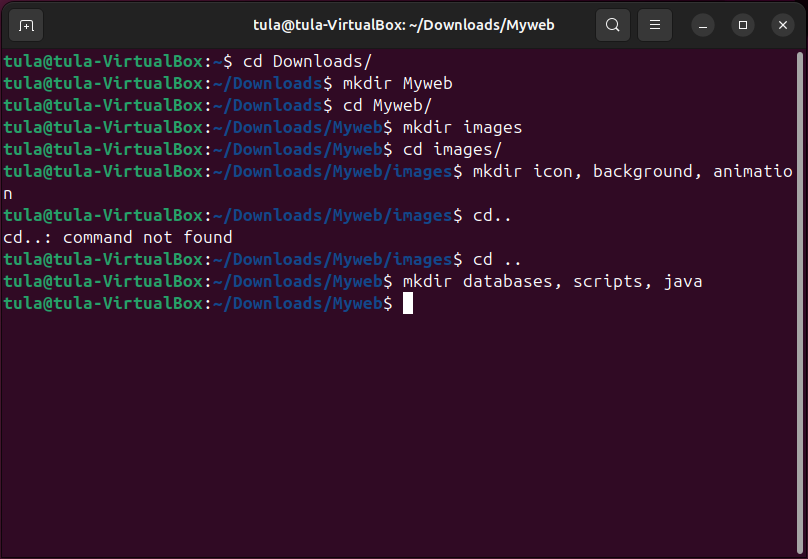 tula@tula-VirtualBox: ~/Downloads/Myweb
tula@tula-VirtualBox:~$ cd Downloads/
tula@tula-VirtualBox:~/Downloads$ mkdir Myweb
tula@tula-VirtualBox:~/Downloads$ cd Myweb/
tula@tula-VirtualBox:~/Downloads/Myweb$ mkdir images
tula@tula-VirtualBox:~/Downloads/Myweb$ cd images/
tula@tula-VirtualBox:~/Downloads/Myweb/images$ mkdir icon, background, animatio
n
tula@tula-VirtualBox:~/Downloads/Myweb/images$ cd..
cd..: command not found
tula@tula-VirtualBox:~/Downloads/Myweb/images$ cd ..
tula@tula-VirtualBox:~/Downloads/Myweb$ mkdir databases, scripts, java
tula@tula-VirtualBox:~/Downloads/Myweb$